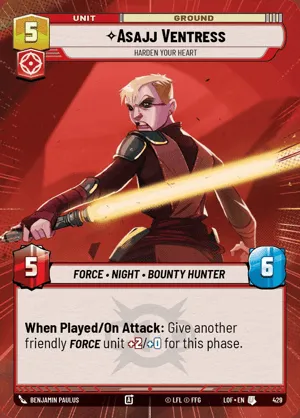 UNIT GROUND
5
✧ASAJJ VENTRESS
HARDEN YOUR HEART
5
6
FORCE • NIGHT • BOUNTY HUNTER
When Played/On Attack: Give another
friendly FORCE unit +2/+0 for this phase.
BENJAMIN PAULUS © LFL © FFG LOF • EN 429